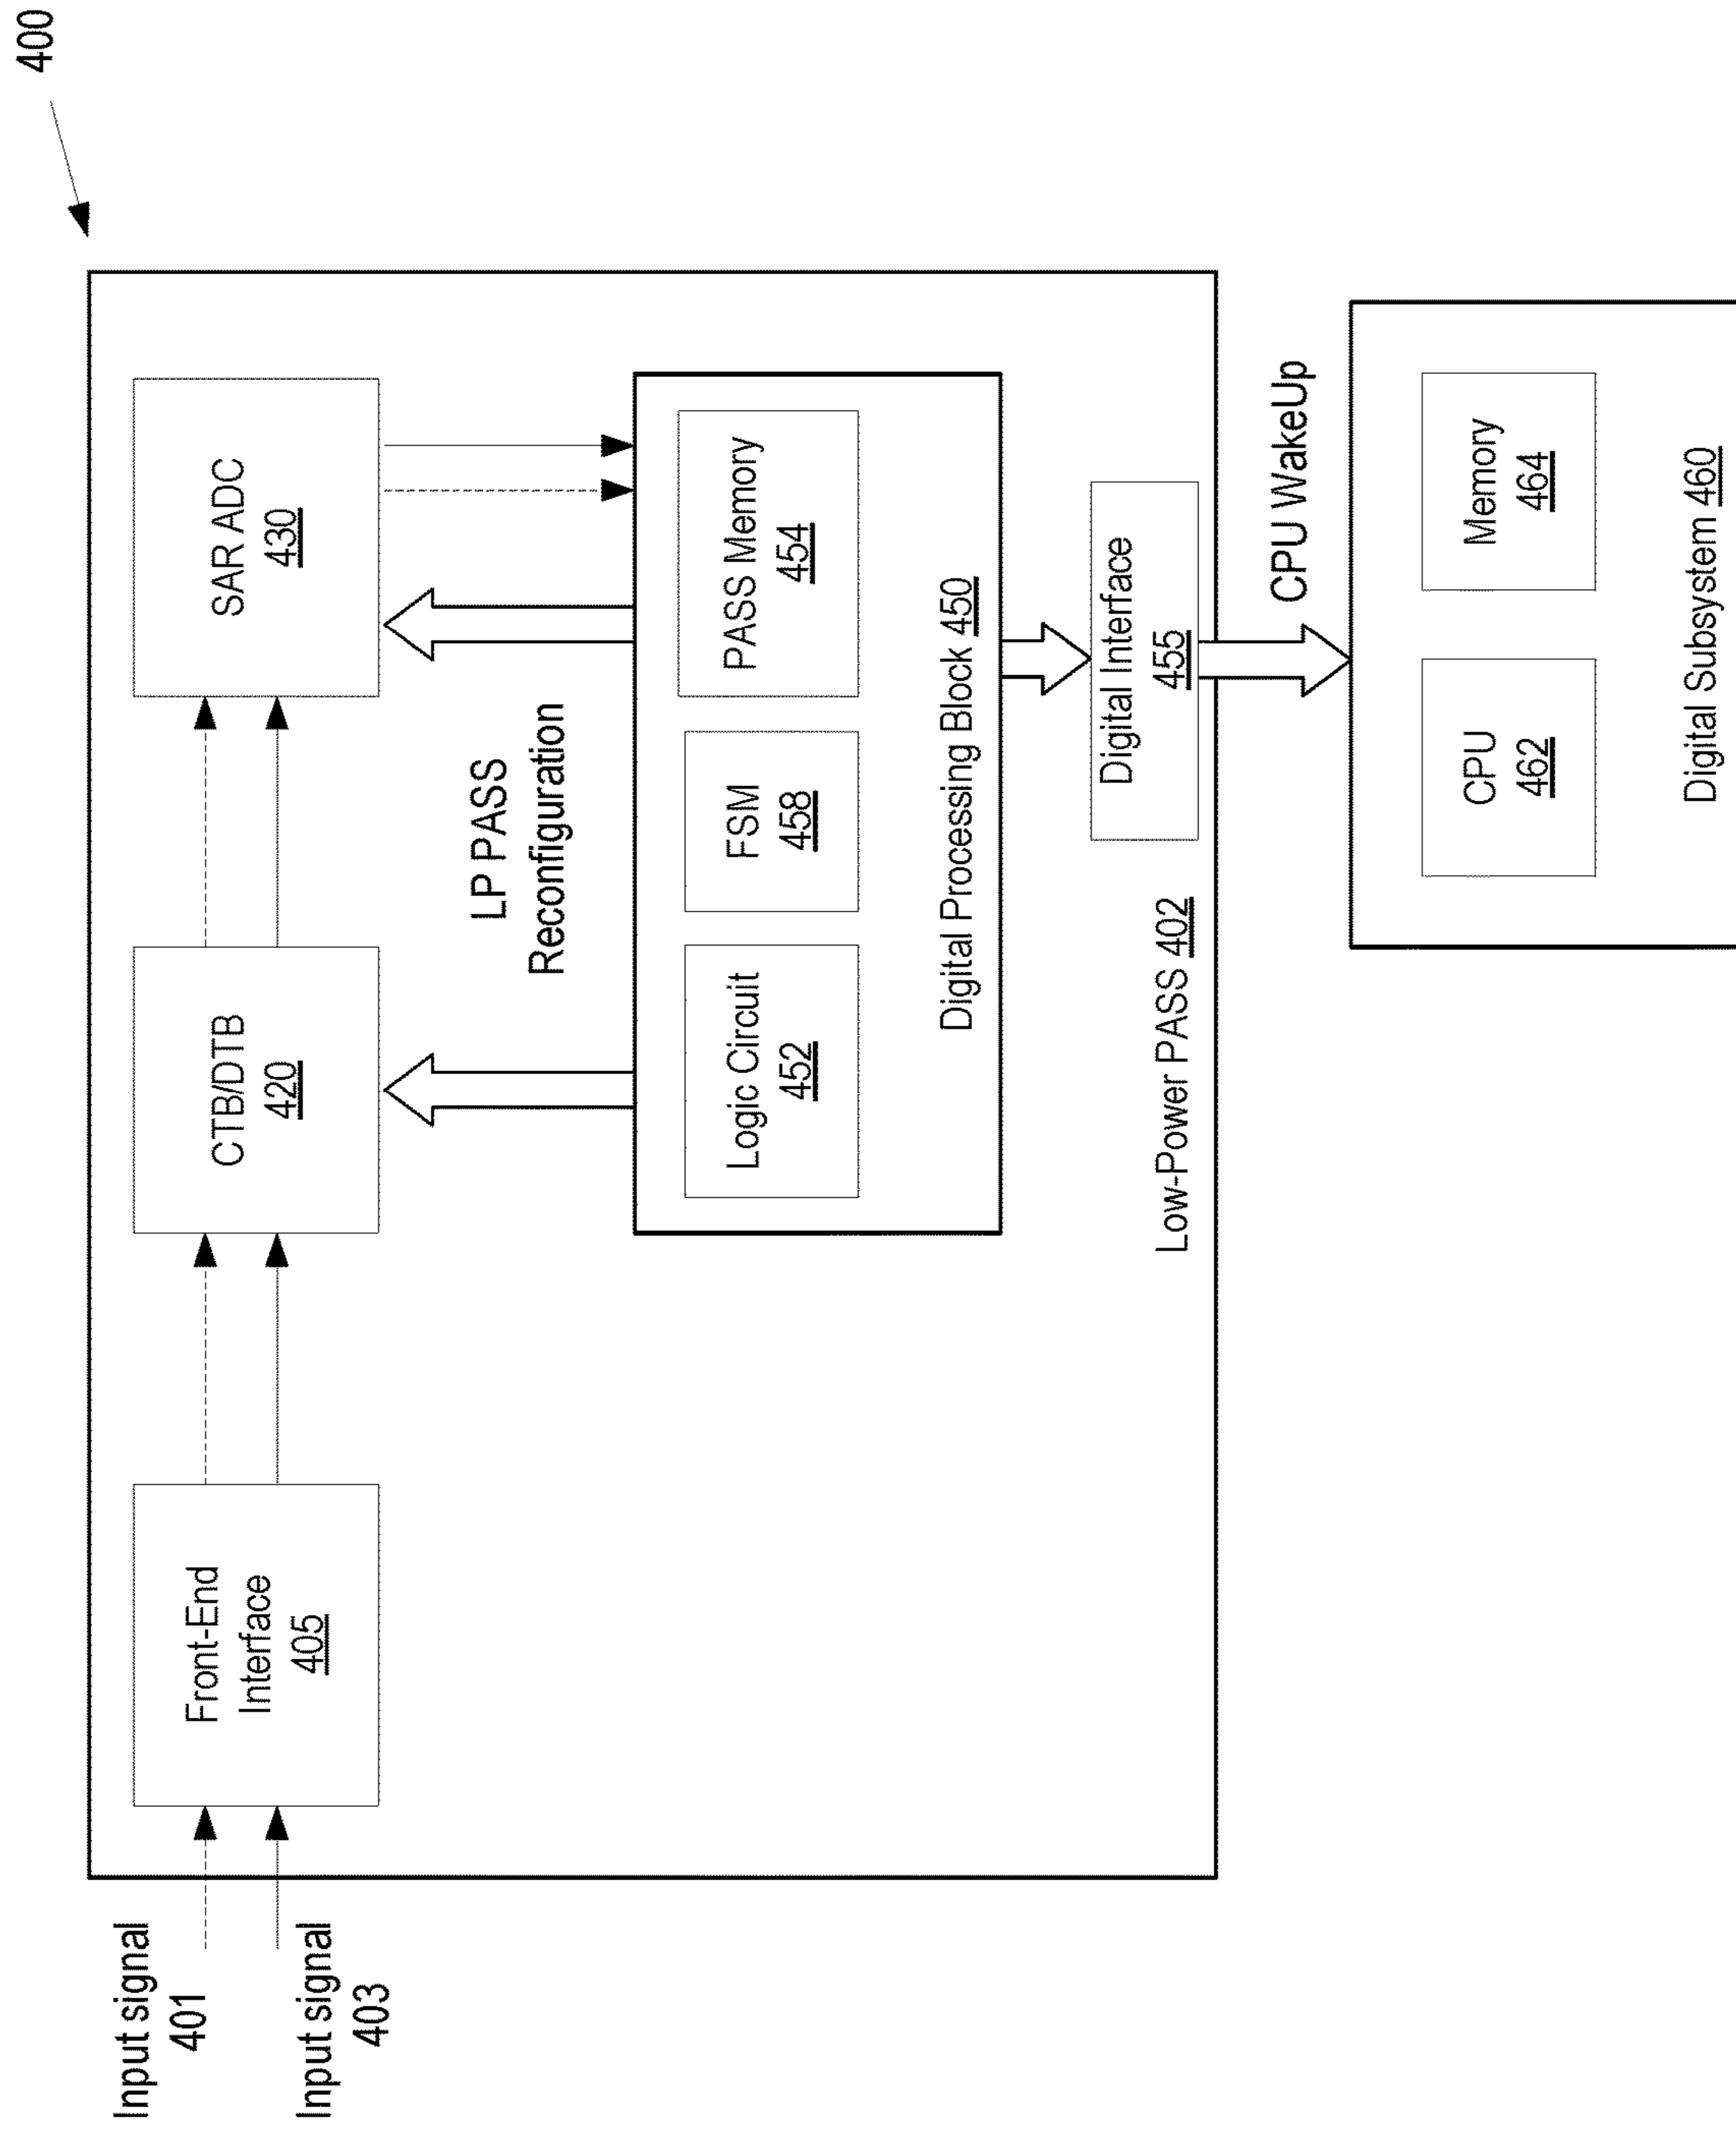 400
Input signal
401
Input signal
403
Front-End
Interface
405
CTB/DTB
420
SAR ADC
430
LP PASS
Reconfiguration
Logic Circuit
452
FSM
458
PASS Memory
454
Digital Processing Block 450
Digital Interface
455
Low-Power PASS 402
CPU WakeUp
CPU
462
Memory
464
Digital Subsystem 460